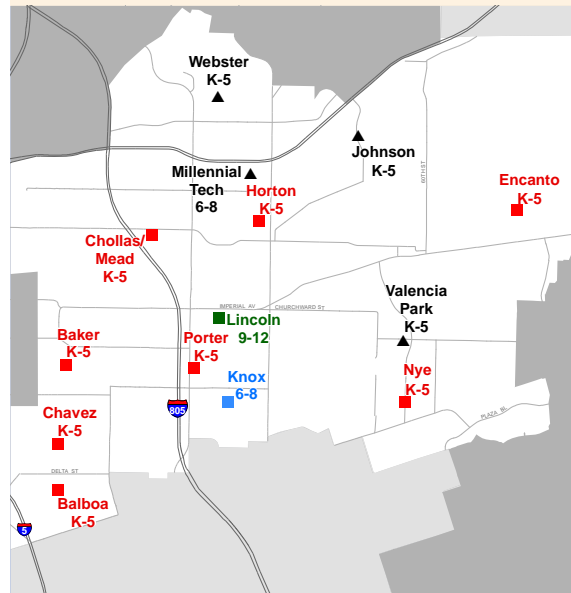 Webster
K-5
Johnson
K-5
60TH ST
Millennial
Tech
6-8
Horton
K-5
Encanto
K-5
Chollas/
Mead
K-5
Valencia
Park
K-5
IMPERIAL AV
CHURCHWARD ST
Lincoln
9-12
Baker
K-5
Porter
K-5
Knox
6-8
Nye
K-5
805
Chavez
K-5
PLAZA BL
DELTA ST
Balboa
K-5
5